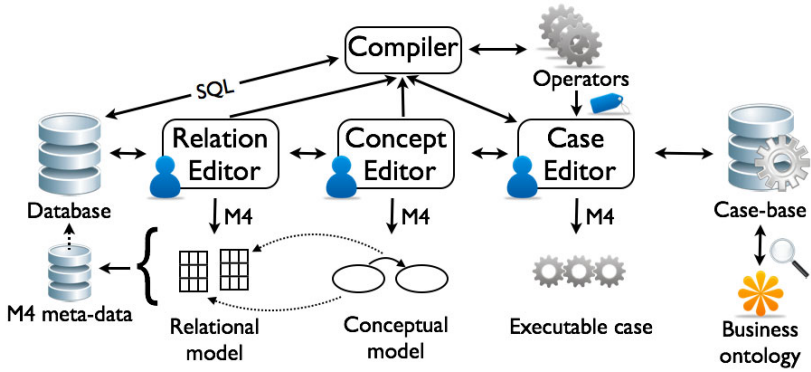 Compiler
Operators
SQL
Relation
Editor
Concept
Editor
Case
Editor
Database
Case-base
M4
M4
M4
M4 meta-data
Relational
model
Conceptual
model
Executable case
Business
ontology